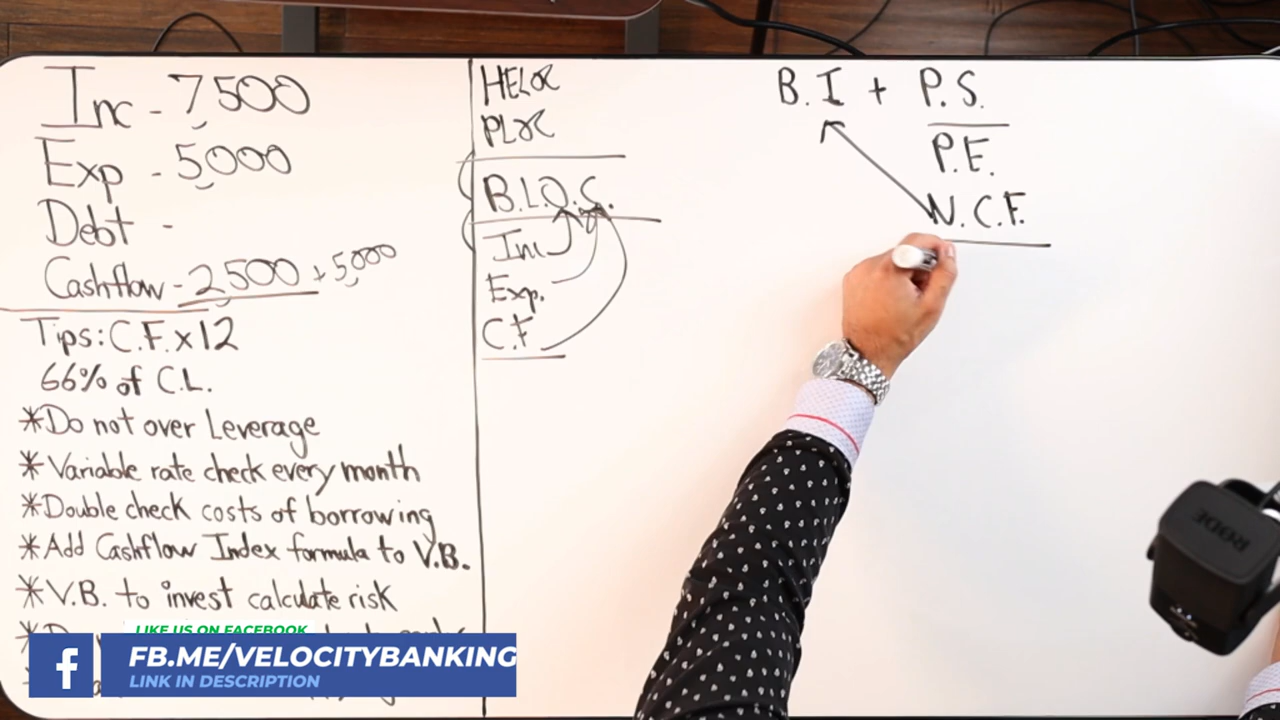 Inc - 7,500
Exp - 5,000
Debt -
Cashflow - 2,500 + 5,000
Tips: C.F. x 12
66% of C.L.
*Do not over Leverage
*Variable rate check every month
*Double check costs of borrowing
*Add Cashflow Index formula to V.B.
*V.B. to invest calculate risk
HELOC
PLOC
B.L.O.C.
Inc
Exp.
C.F
B.I + P.S.
P.E.
N.C.F.
RODE
LIKE US ON FACEBOOK
f FB.ME/VELOCITYBANKING
LINK IN DESCRIPTION